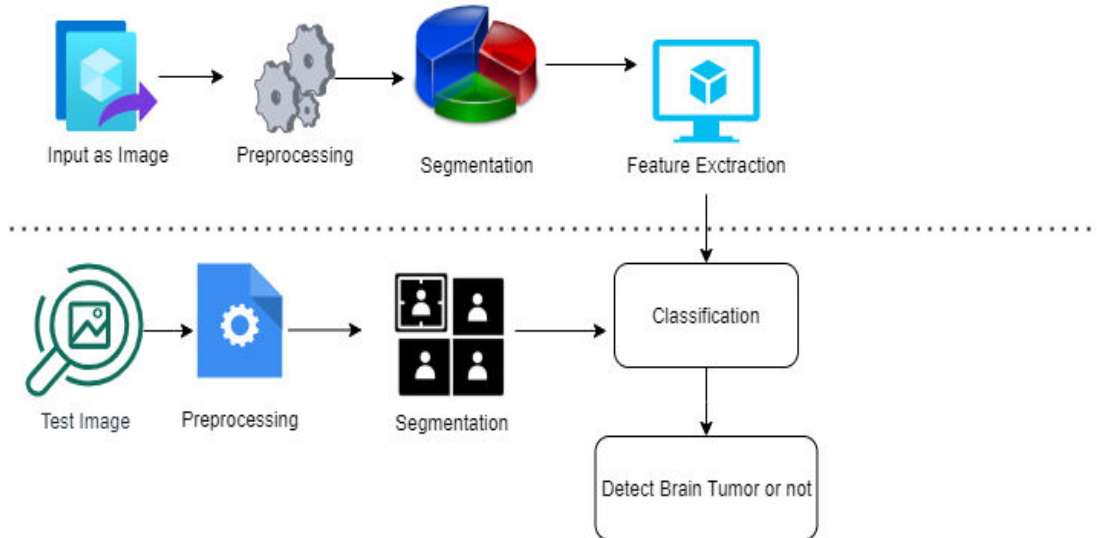 Input as Image
Preprocessing
Segmentation
Feature Exctraction
Classification
Test Image
Preprocessing
Segmentation
Detect Brain Tumor or not